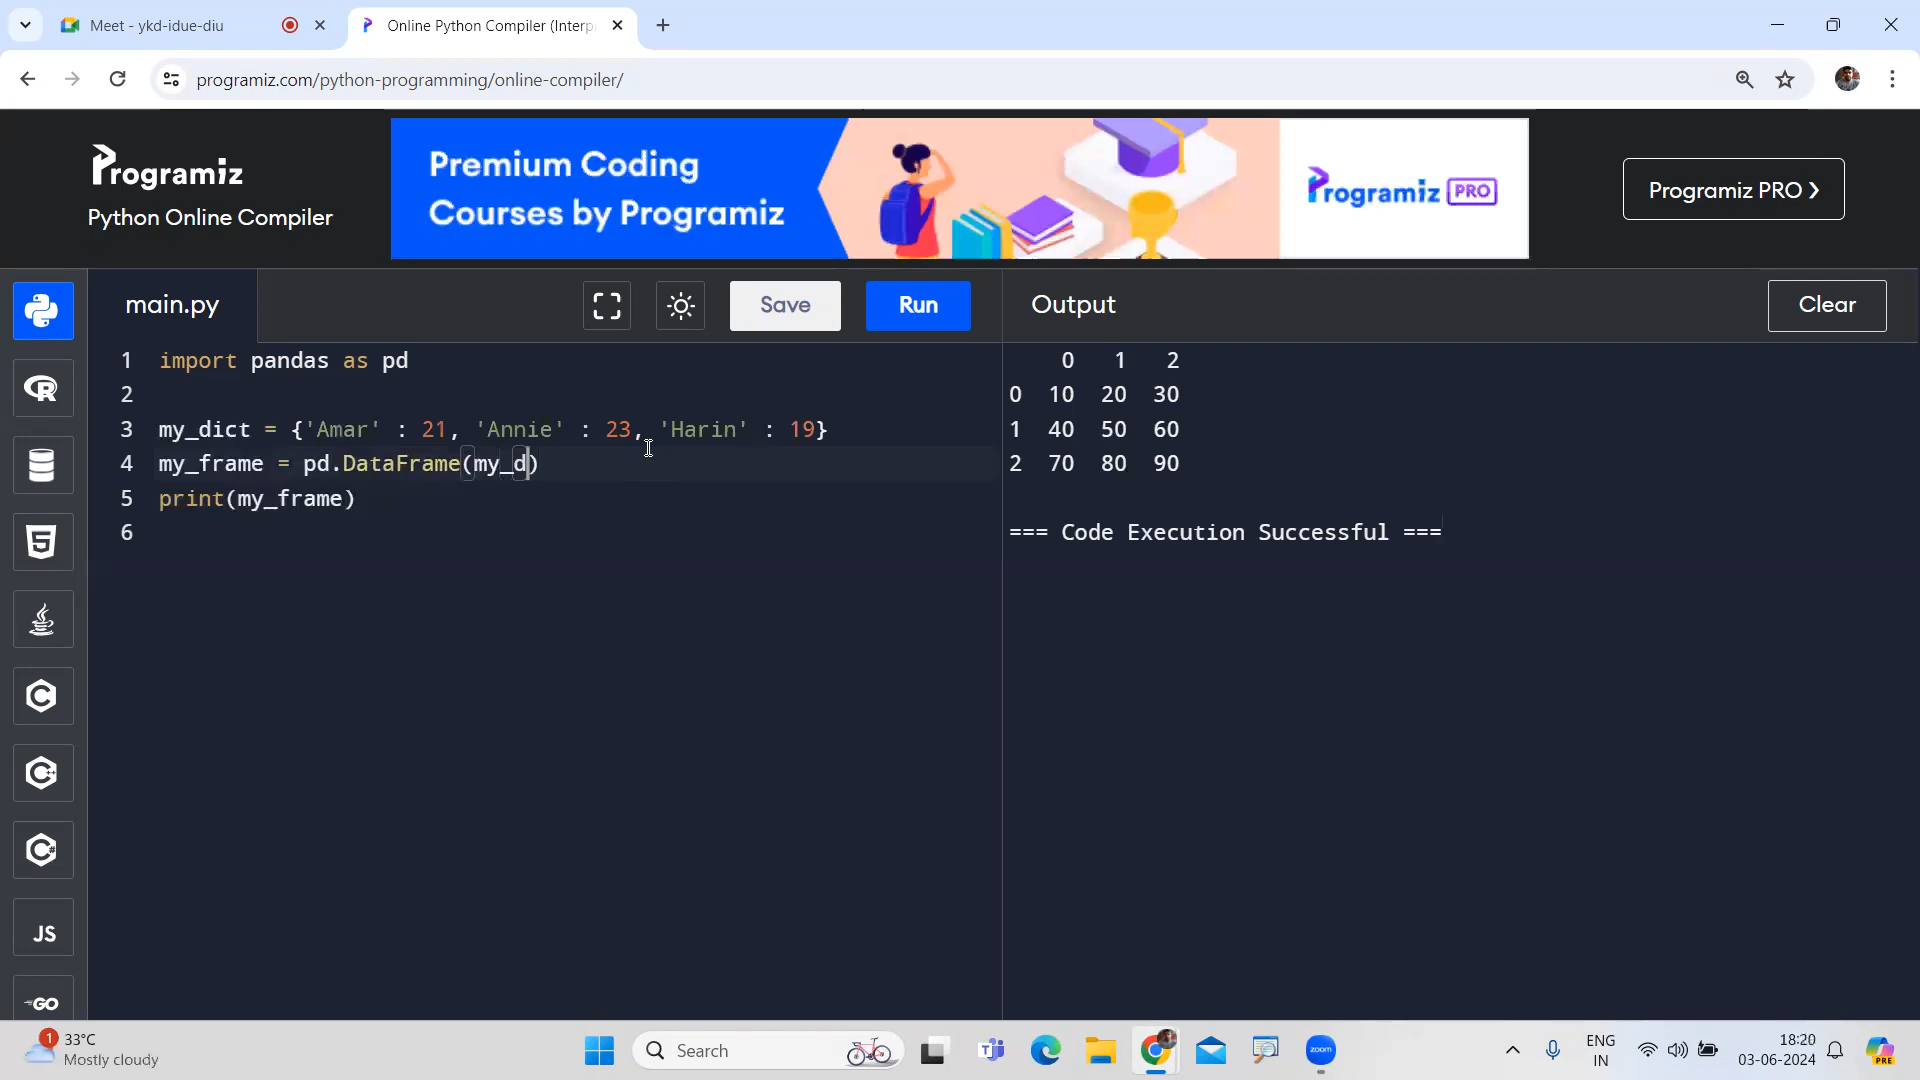 Meet - ykd-idue-diu
Online Python Compiler (Interp
programiz.com/python-programming/online-compiler/
Programiz
Python Online Compiler
Premium Coding
Courses by Programiz
Programiz PRO
Programiz PRO ❯
main.py
Save
Run
Output
Clear
1 import pandas as pd
2
3 my_dict = {'Amar' : 21, 'Annie' : 23, 'Harin' : 19}
4 my_frame = pd.DataFrame(my_d)
5 print(my_frame)
6
0 1 2
0 10 20 30
1 40 50 60
2 70 80 90
=== Code Execution Successful ===
R
5
C
C++
C#
JS
GO
1
33°C
Mostly cloudy
Search
zoom
ENG
IN
18:20
03-06-2024
PRE